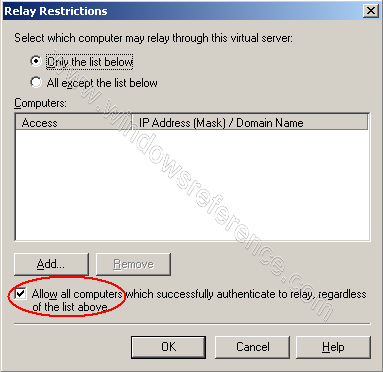 Relay Restrictions
Select which computer may relay through this virtual server:
Only the list below
All except the list below
Computers:
Access IP Address (Mask) / Domain Name
Add... Remove
Allow all computers which successfully authenticate to relay, regardless
of the list above.
OK Cancel Help
www.windowsreference.com